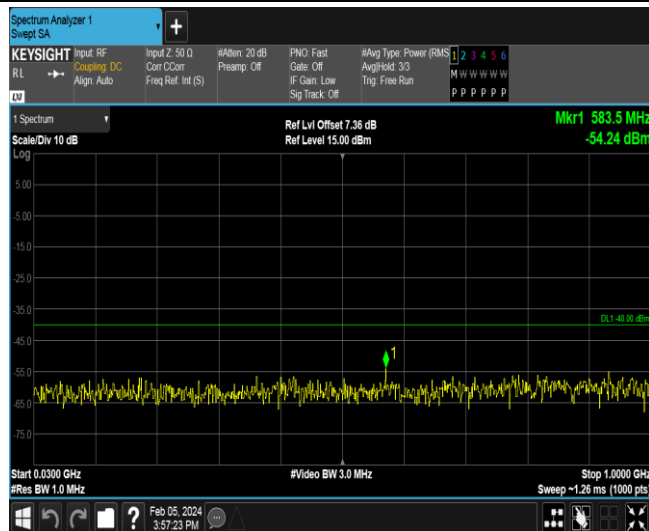 Spectrum Analyzer 1
Swept SA
+
KEYSIGHT
RL
Input: RF
Coupling: DC
Align: Auto
Input Z: 50 Ω
Corr CCorr
Freq Ref: Int (S)
#Atten: 20 dB
Preamp: Off
PNO: Fast
Gate: Off
IF Gain: Low
Sig Track: Off
#Avg Type: Power (RMS
Avg|Hold: 3/3
Trig: Free Run
1 2 3 4 5 6
M W W W W W
P P P P P P
1 Spectrum
Scale/Div 10 dB
Log
Ref Lvl Offset 7.36 dB
Ref Level 15.00 dBm
Mkr1 583.5 MHz
-54.24 dBm
5.00
-5.00
-15.0
-25.0
-35.0
DL1 -40.00 dBm
-45.0
1
-55.0
-65.0
-75.0
Start 0.0300 GHz
#Res BW 1.0 MHz
#Video BW 3.0 MHz
Stop 1.0000 GHz
Sweep ~1.26 ms (1000 pts)
?
Feb 05, 2024
3:57:23 PM